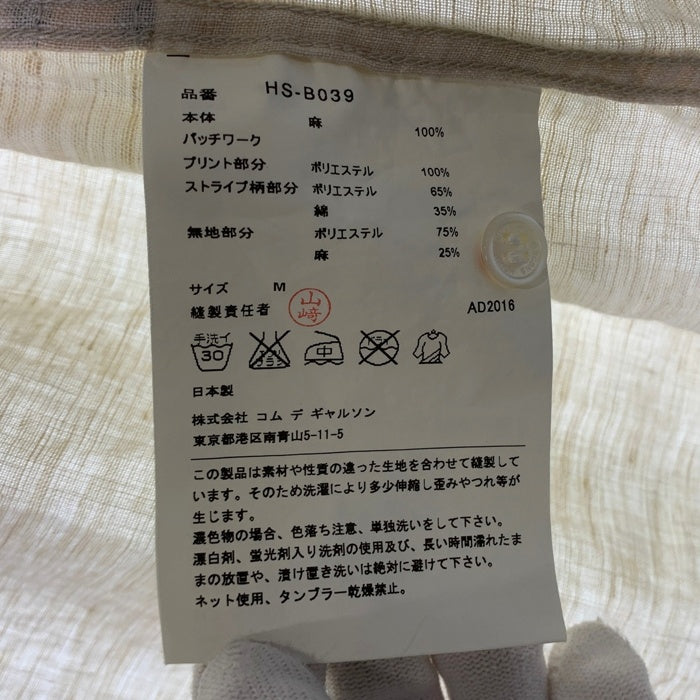 品番 HS-B039
本体 麻 100%
パッチワーク
プリント部分 ポリエステル 100%
ストライプ柄部分 ポリエステル 65%
綿 35%
無地部分 ポリエステル 75%
麻 25%
サイズ M
縫製責任者 山﨑 AD2016
手洗イ
30 中
日本製
株式会社 コム デ ギャルソン
東京都港区南青山5-11-5
この製品は素材や性質の違った生地を合わせて縫製して
います。そのため洗濯により多少伸縮し歪みやつれ等が
生じます。
濃色物の場合、色落ち注意、単独洗いをして下さい。
漂白剤、蛍光剤入り洗剤の使用及び、長い時間濡れたま
まの放置や、漬け置き洗いは絶対に避けて下さい。
ネット使用、タンブラー乾燥禁止。